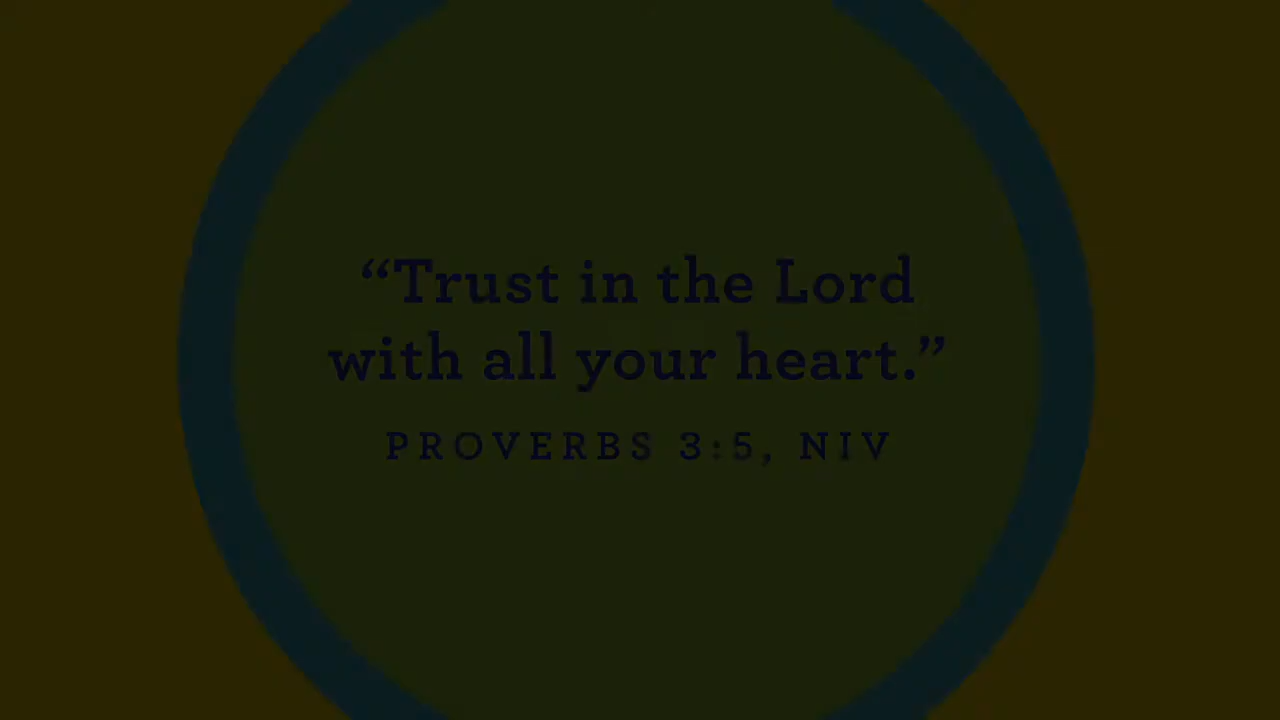 “Trust in the Lord
with all your heart.”
PROVERBS 3:5, NIV